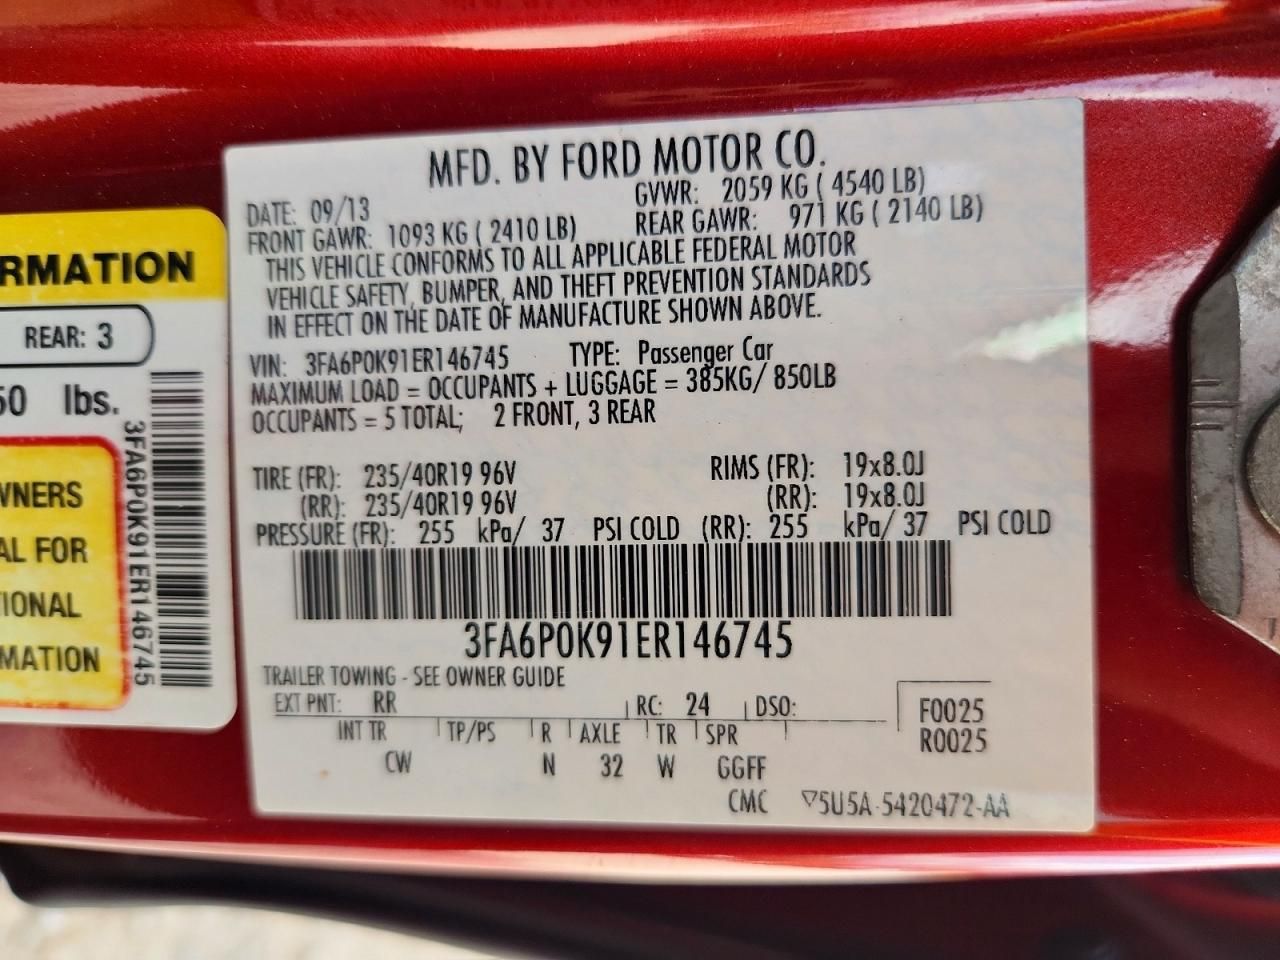 RMATION
REAR: 3
50 lbs.
WNERS
AL FOR
TIONAL
MATION
3FA6P0K91ER146745
MFD. BY FORD MOTOR CO.
DATE: 09/13 GVWR: 2059 KG ( 4540 LB)
FRONT GAWR: 1093 KG ( 2410 LB) REAR GAWR: 971 KG ( 2140 LB)
THIS VEHICLE CONFORMS TO ALL APPLICABLE FEDERAL MOTOR
VEHICLE SAFETY, BUMPER, AND THEFT PREVENTION STANDARDS
IN EFFECT ON THE DATE OF MANUFACTURE SHOWN ABOVE.
VIN: 3FA6P0K91ER146745 TYPE: Passenger Car
MAXIMUM LOAD = OCCUPANTS + LUGGAGE = 385KG/ 850LB
OCCUPANTS = 5 TOTAL; 2 FRONT, 3 REAR
TIRE (FR): 235/40R19 96V RIMS (FR): 19x8.0J
(RR): 235/40R19 96V (RR): 19x8.0J
PRESSURE (FR): 255 kPa/ 37 PSI COLD (RR): 255 kPa/ 37 PSI COLD
3FA6P0K91ER146745
TRAILER TOWING - SEE OWNER GUIDE
EXT PNT: RR RC: 24 DSO: F0025
INT TR TP/PS R AXLE TR SPR R0025
CW N 32 W GGFF
CMC ▽5U5A-5420472-AA